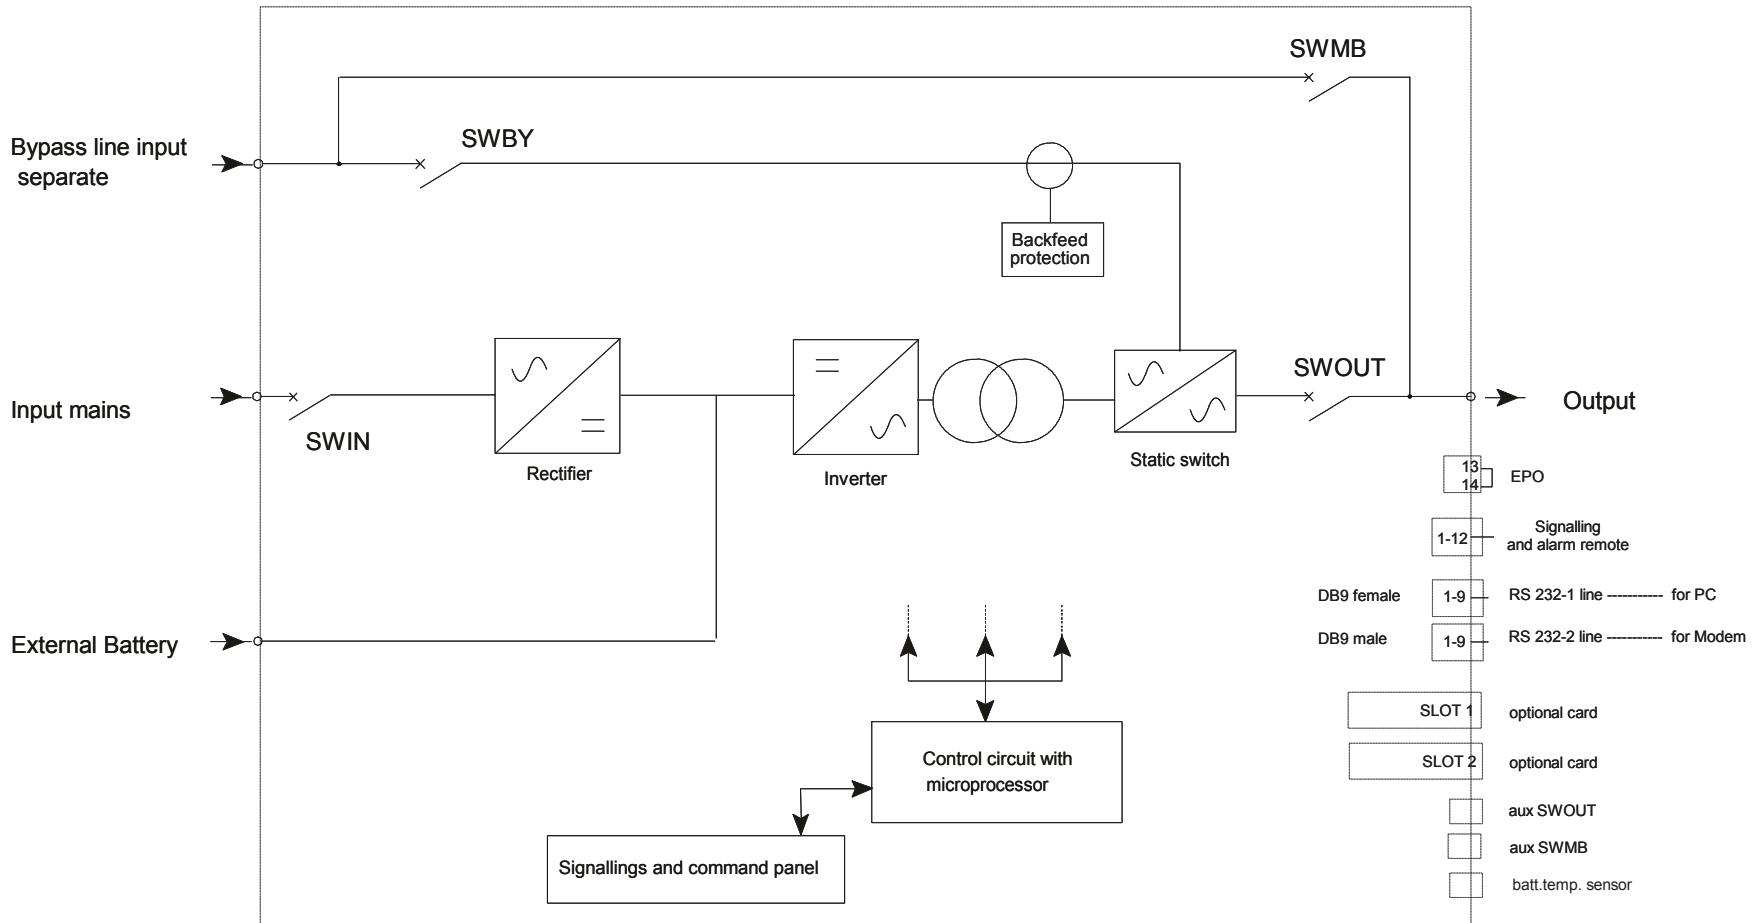 SWMB
Bypass line input
separate
SWBY
Backfeed
protection
Input mains
SWIN
Rectifier
Inverter
Static switch
SWOUT
Output
13
14
EPO
1-12
Signalling
and alarm remote
DB9 female
1-9
RS 232-1 line ----------- for PC
DB9 male
1-9
RS 232-2 line ----------- for Modem
External Battery
SLOT 1
optional card
SLOT 2
optional card
Control circuit with
microprocessor
Signallings and command panel
aux SWOUT
aux SWMB
batt.temp. sensor